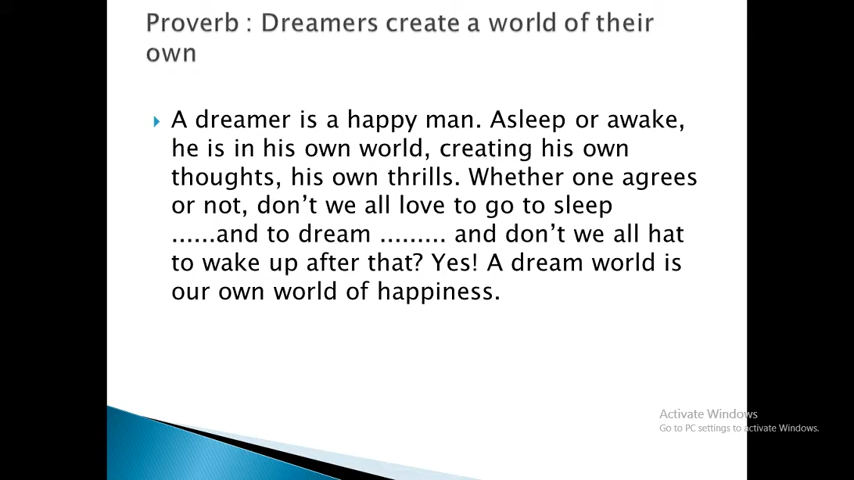 Proverb : Dreamers create a world of their
own
A dreamer is a happy man. Asleep or awake,
he is in his own world, creating his own
thoughts, his own thrills. Whether one agrees
or not, don't we all love to go to sleep
......and to dream ......... and don't we all hat
to wake up after that? Yes! A dream world is
our own world of happiness.
Activate Windows
Go to PC settings to activate Windows.